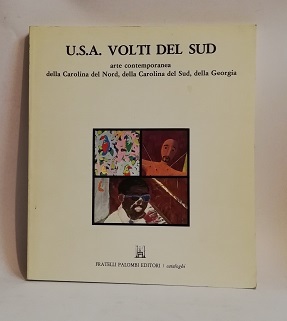 U.S.A. VOLTI DEL SUD
arte contemporanea
della Carolina del Nord, della Carolina del Sud, della Georgia
FRATELLI PALOMBI EDITORI / cataloghi